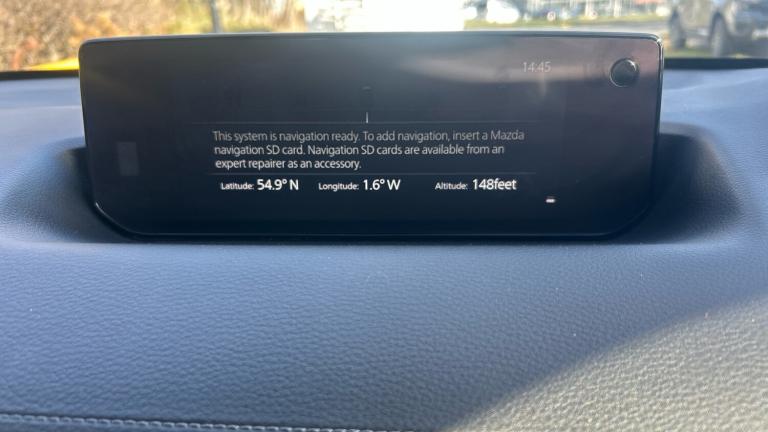 14:45
This system is navigation ready. To add navigation, insert a Mazda
navigation SD card. Navigation SD cards are available from an
expert repairer as an accessory.
Latitude: 54.9° N Longitude: 1.6° W Altitude: 148feet